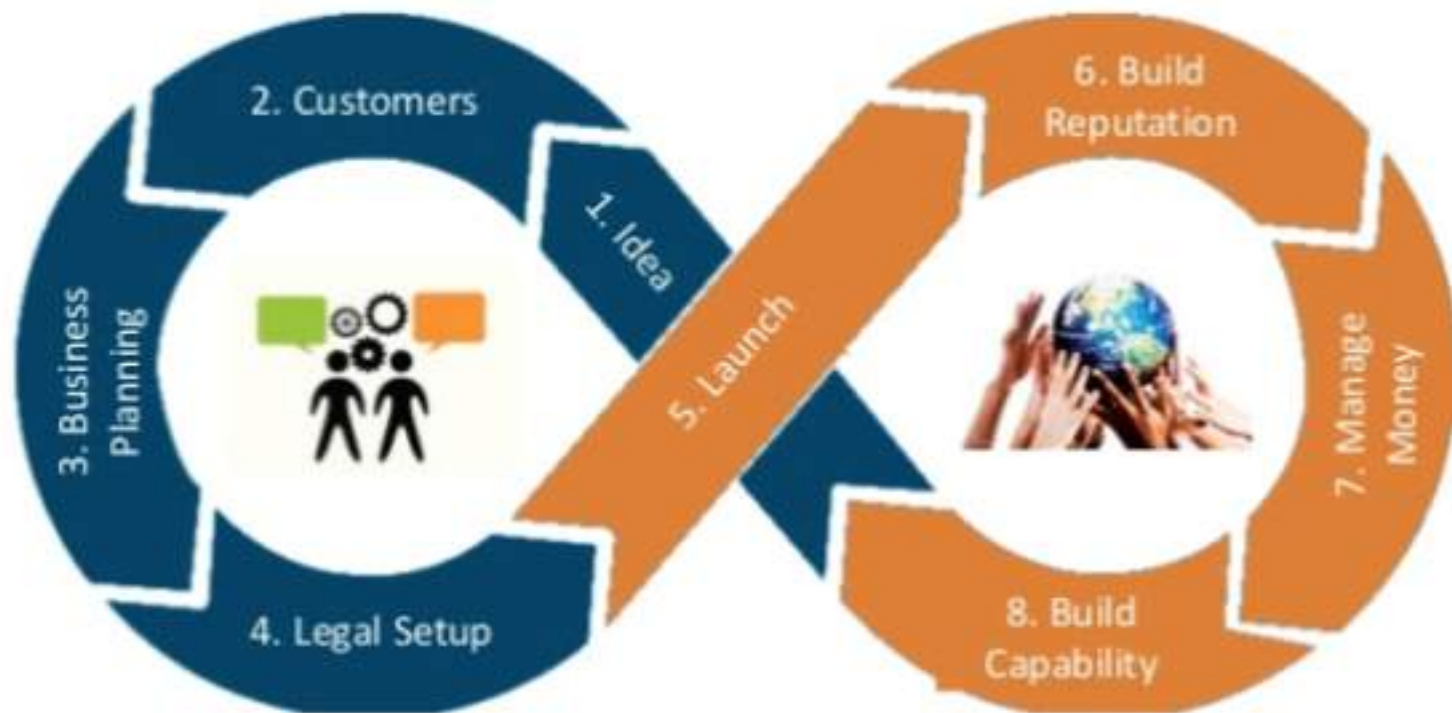 1. Idea
2. Customers
3. Business
Planning
4. Legal Setup
5. Launch
6. Build
Reputation
7. Manage
Money
8. Build
Capability